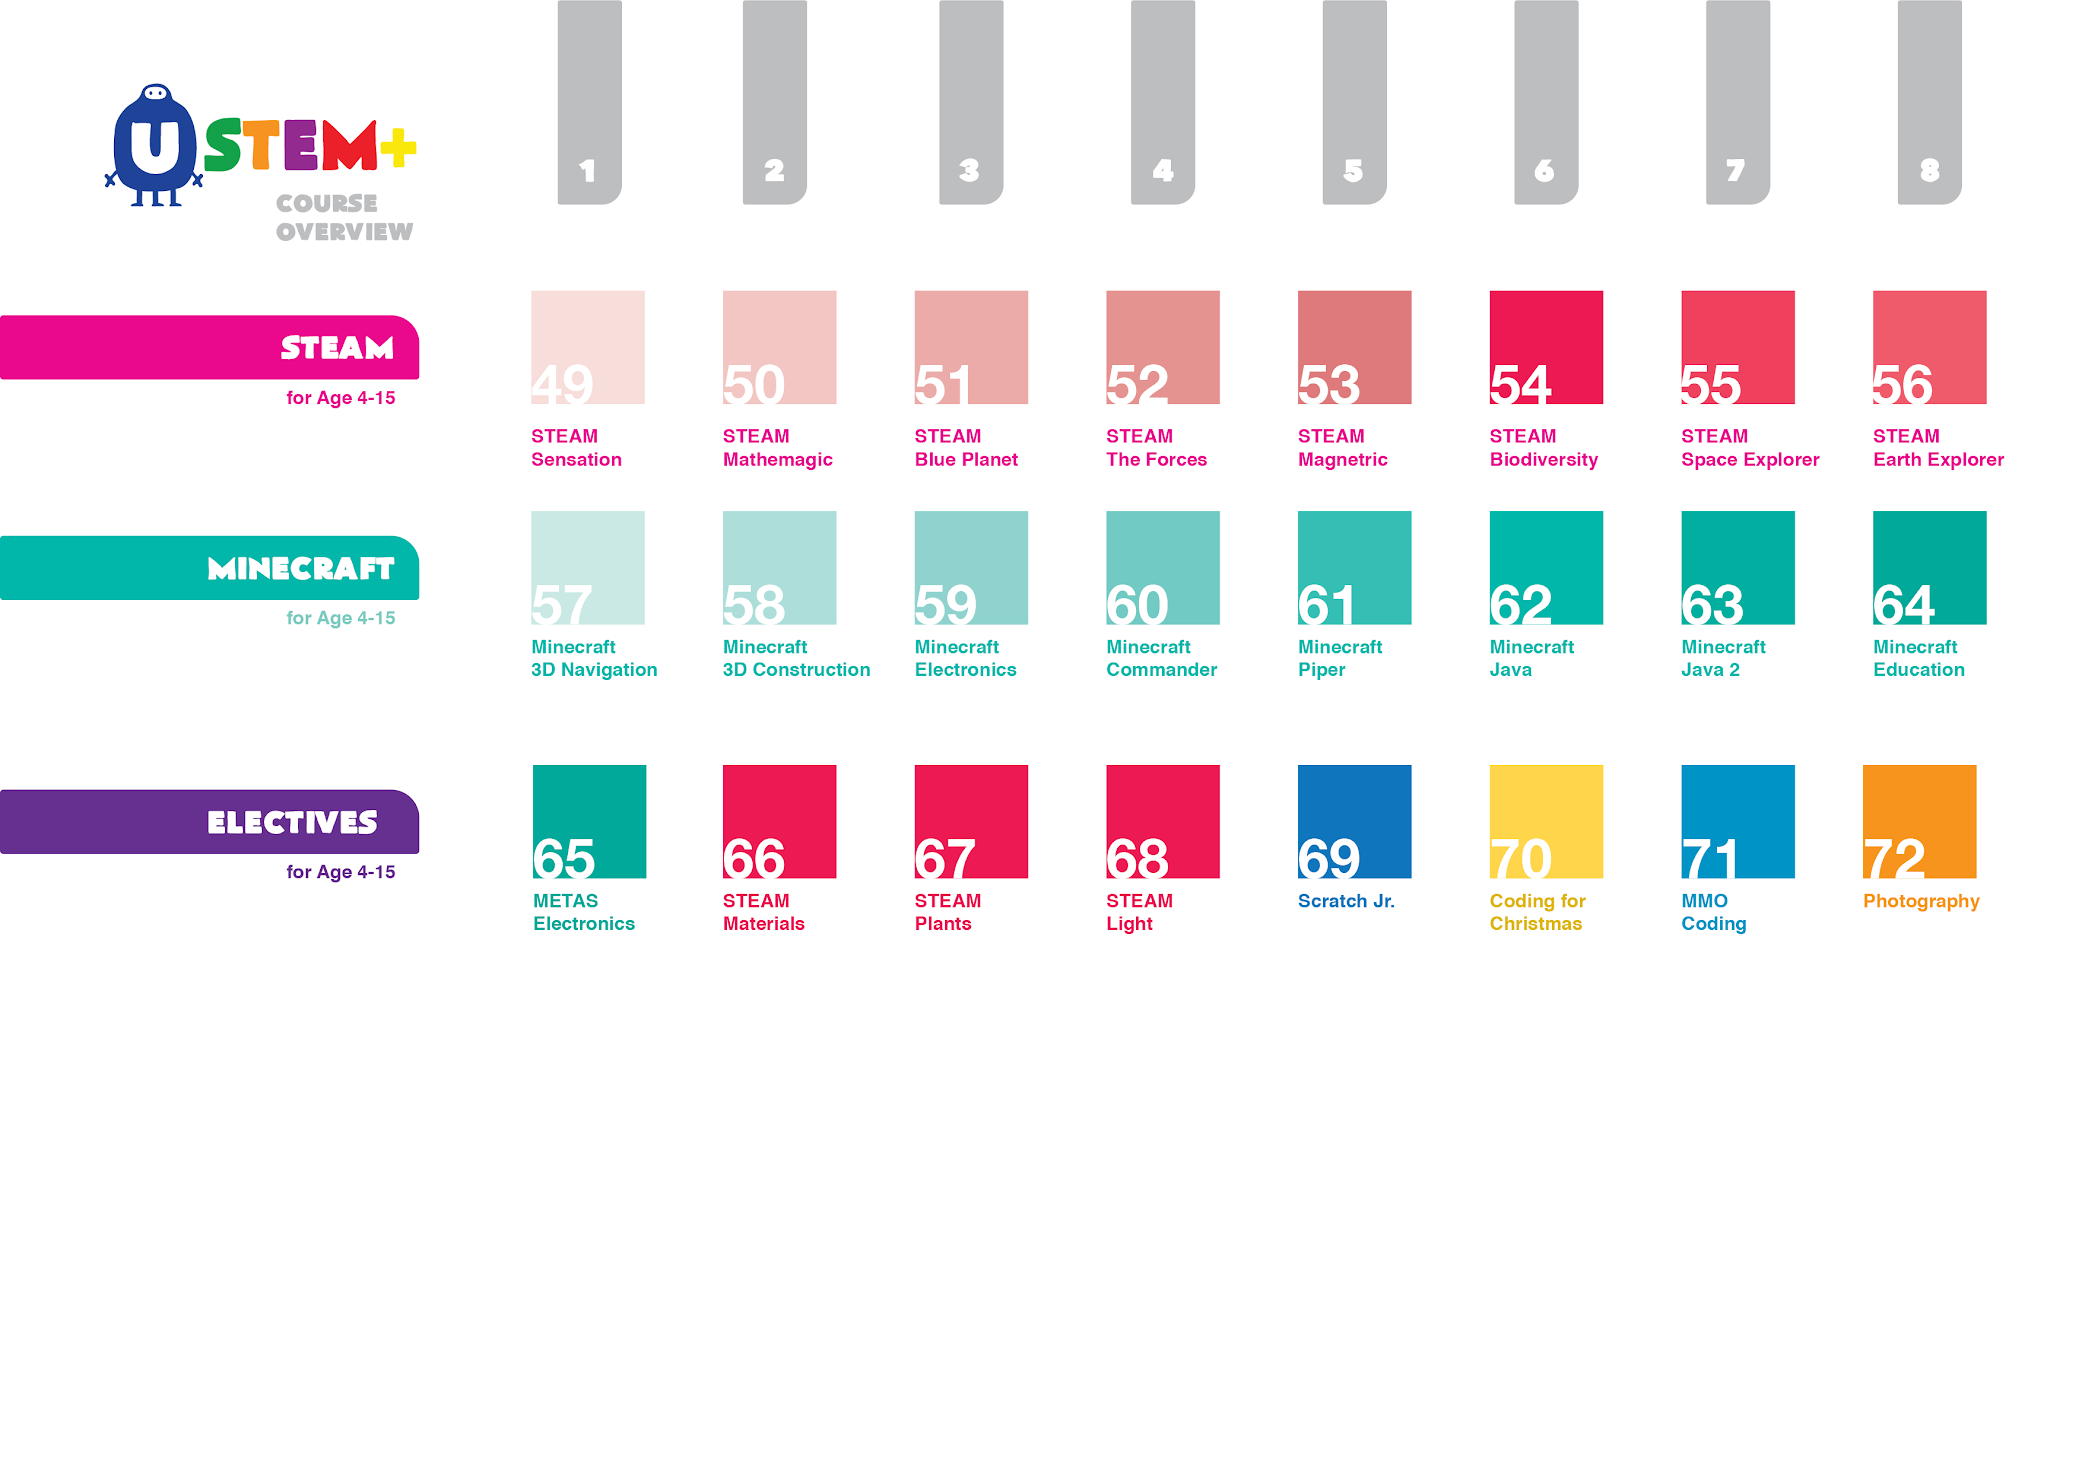 1 2 3 4 5 6 7 8
USTEM+
COURSE
OVERVIEW
STEAM
for Age 4-15
49 50 51 52 53 54 55 56
STEAM STEAM STEAM STEAM STEAM STEAM STEAM STEAM
Sensation Mathemagic Blue Planet The Forces Magnetric Biodiversity Space Explorer Earth Explorer
MINECRAFT
for Age 4-15
57 58 59 60 61 62 63 64
Minecraft Minecraft Minecraft Minecraft Minecraft Minecraft Minecraft Minecraft
3D Navigation 3D Construction Electronics Commander Piper Java Java 2 Education
ELECTIVES
for Age 4-15
65 66 67 68 69 70 71 72
METAS STEAM STEAM STEAM Scratch Jr. Coding for MMO Photography
Electronics Materials Plants Light Christmas Coding